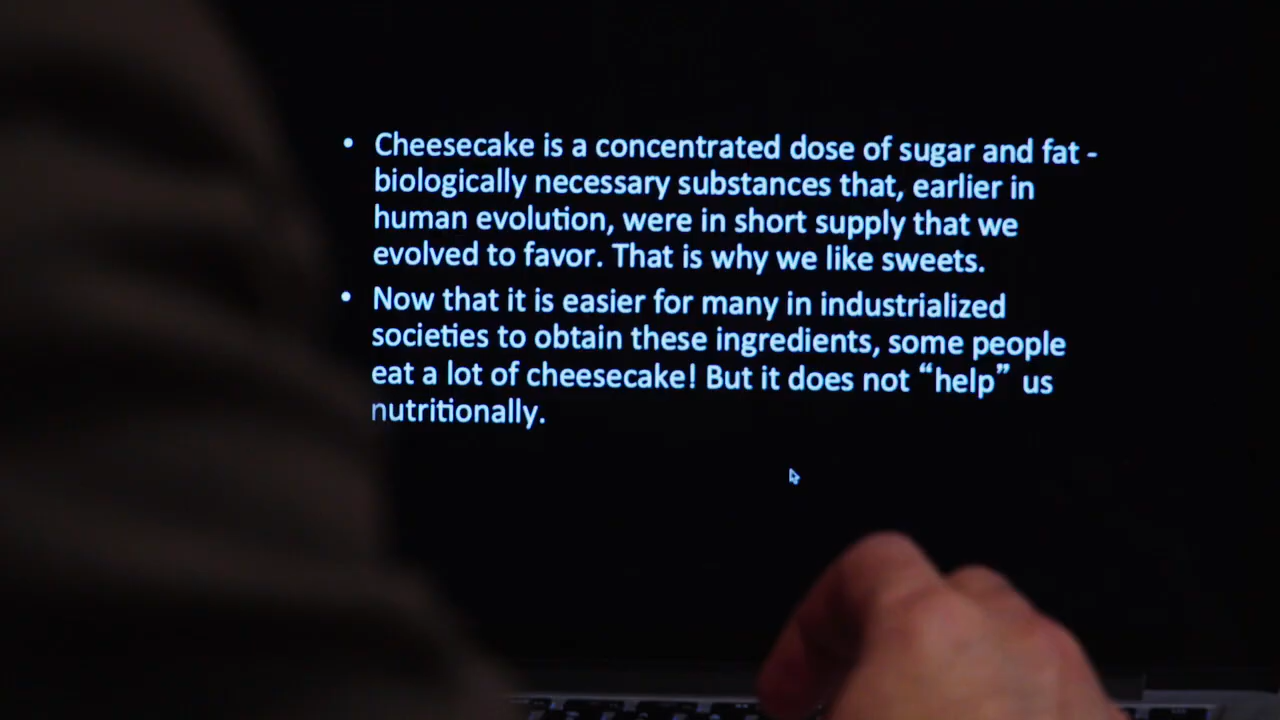 • Cheesecake is a concentrated dose of sugar and fat -
biologically necessary substances that, earlier in
human evolution, were in short supply that we
evolved to favor. That is why we like sweets.
• Now that it is easier for many in industrialized
societies to obtain these ingredients, some people
eat a lot of cheesecake! But it does not “help” us
nutritionally.